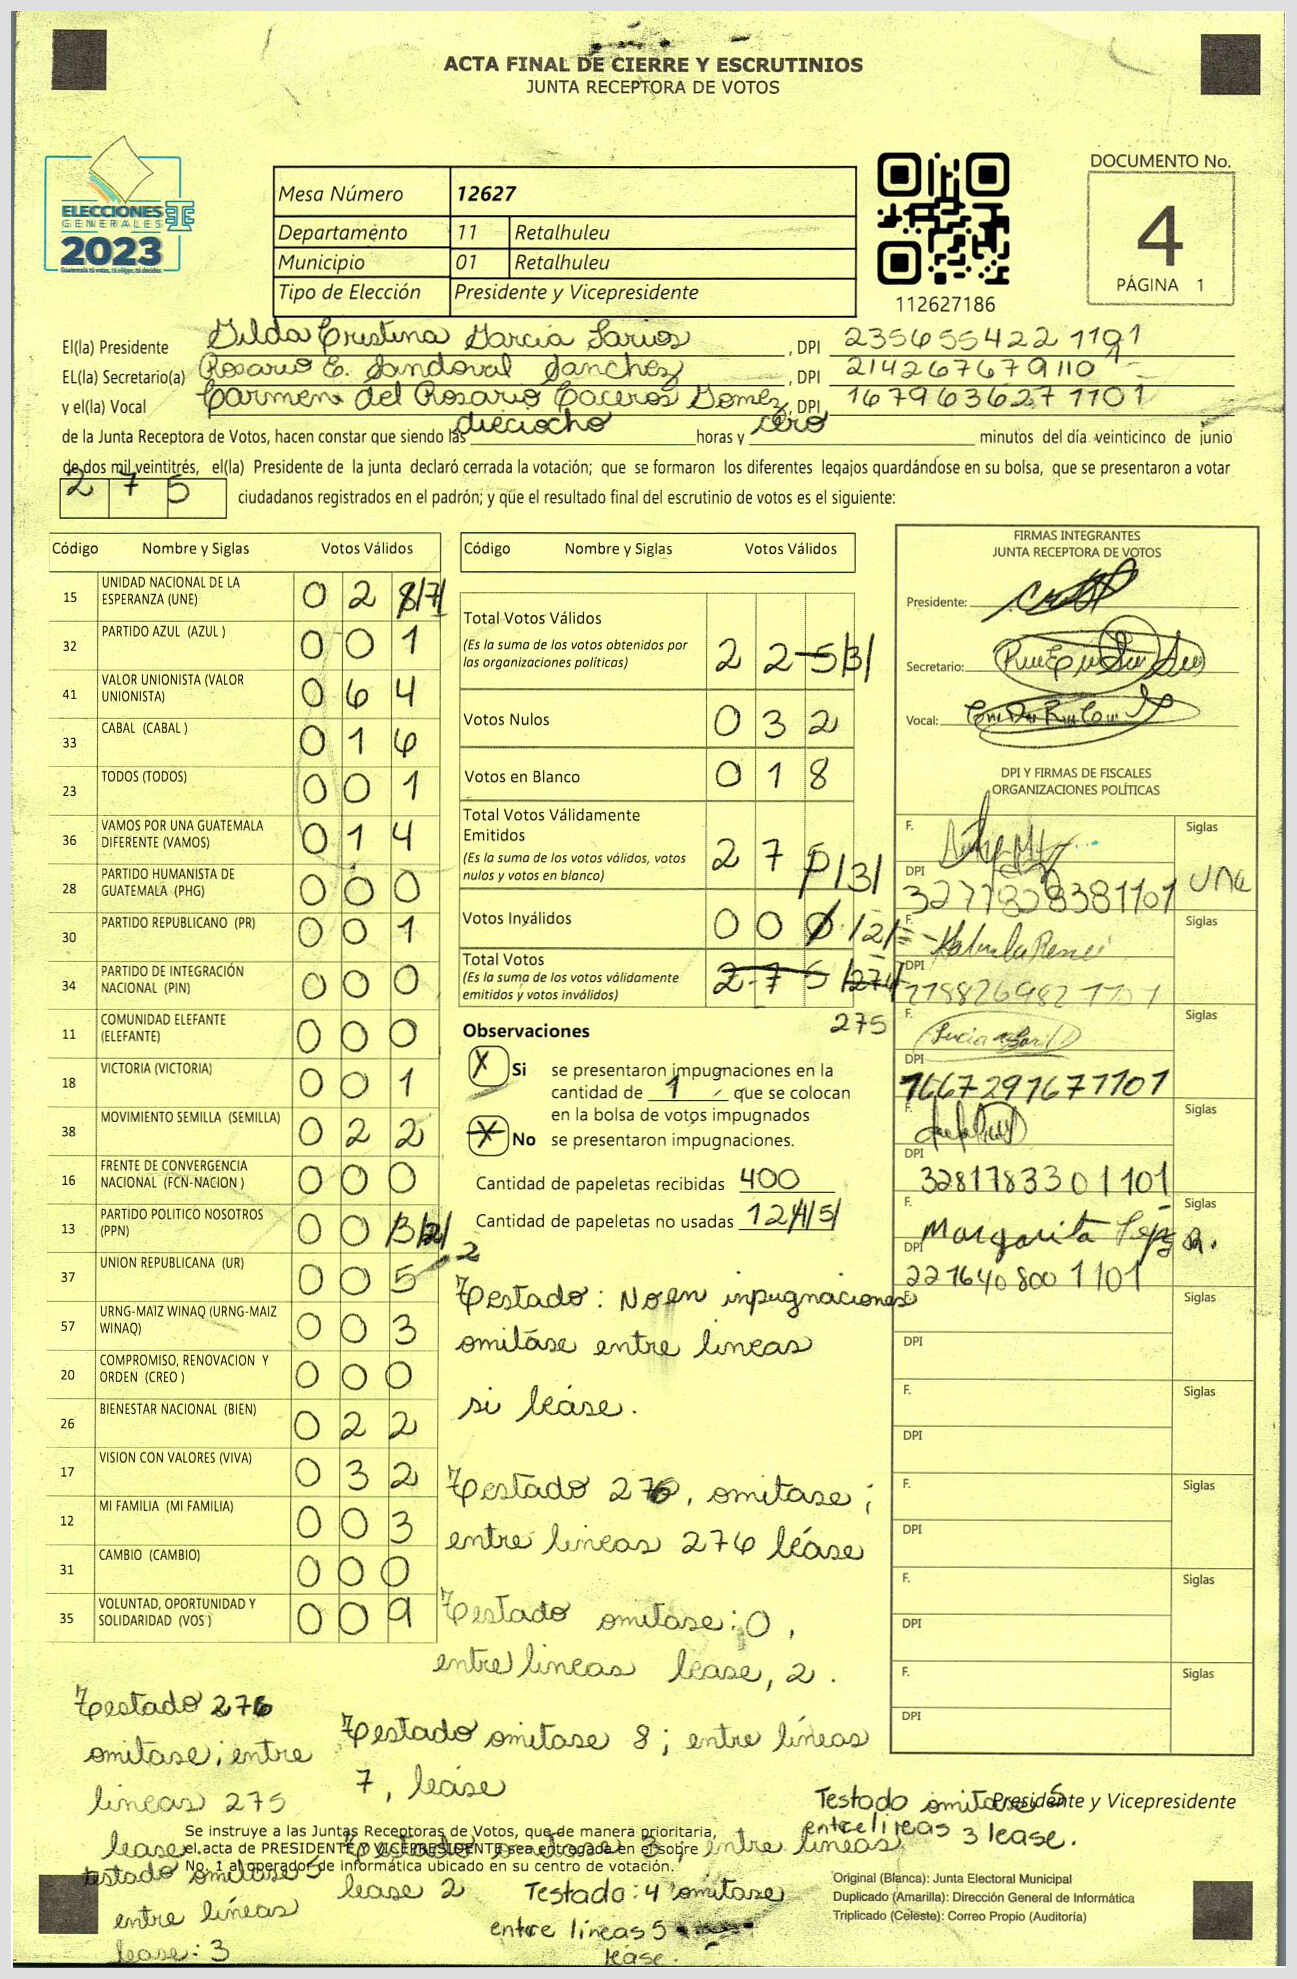 ACTA FINAL DE CIERRE Y ESCRUTINIOS
JUNTA RECEPTORA DE VOTOS
ELECCIONES
GENERALES
2023
Mesa Número 12627
Departamento 11 Retalhuleu
Municipio 01 Retalhuleu
Tipo de Elección Presidente y Vicepresidente
112627186
DOCUMENTO No.
4
PÁGINA 1
El(la) Presidente Gilda Cristina García Larios, DPI 2356554221101
EL(la) Secretario(a) Rosario E. Sandoval Sanchez, DPI 2142676791101
y el(la) Vocal Carmen del Rosario Caceros Gomez, DPI 1679636271101
de la Junta Receptora de Votos, hacen constar que siendo las dieciocho horas y cero minutos del día veinticinco de junio
de dos mil veintitrés, el(la) Presidente de la junta declaró cerrada la votación; que se formaron los diferentes legajos guardándose en su bolsa, que se presentaron a votar
275 ciudadanos registrados en el padrón; y que el resultado final del escrutinio de votos es el siguiente:
Código Nombre y Siglas Votos Válidos
15 UNIDAD NACIONAL DE LA ESPERANZA (UNE) 0 2 8/7/
32 PARTIDO AZUL (AZUL ) 0 0 1
41 VALOR UNIONISTA (VALOR UNIONISTA) 0 6 4
33 CABAL (CABAL ) 0 1 6
23 TODOS (TODOS) 0 0 1
36 VAMOS POR UNA GUATEMALA DIFERENTE (VAMOS) 0 1 4
28 PARTIDO HUMANISTA DE GUATEMALA (PHG) 0 0 0
30 PARTIDO REPUBLICANO (PR) 0 0 1
34 PARTIDO DE INTEGRACIÓN NACIONAL (PIN) 0 0 0
11 COMUNIDAD ELEFANTE (ELEFANTE) 0 0 0
18 VICTORIA (VICTORIA) 0 0 1
38 MOVIMIENTO SEMILLA (SEMILLA) 0 2 2
16 FRENTE DE CONVERGENCIA NACIONAL (FCN-NACION ) 0 0 0
13 PARTIDO POLITICO NOSOTROS (PPN) 0 0 3/2/
2
37 UNION REPUBLICANA (UR) 0 0 5
57 URNG-MAIZ WINAQ (URNG-MAIZ WINAQ) 0 0 3
20 COMPROMISO, RENOVACION Y ORDEN (CREO ) 0 0 0
26 BIENESTAR NACIONAL (BIEN) 0 2 2
17 VISION CON VALORES (VIVA) 0 3 2
12 MI FAMILIA (MI FAMILIA) 0 0 3
31 CAMBIO (CAMBIO) 0 0 0
35 VOLUNTAD, OPORTUNIDAD Y SOLIDARIDAD (VOS ) 0 0 9
Código Nombre y Siglas Votos Válidos
Total Votos Válidos 2 2 5/3/
(Es la suma de los votos obtenidos por
las organizaciones políticas)
Votos Nulos 0 3 2
Votos en Blanco 0 1 8
Total Votos Válidamente
Emitidos 2 7 5/3/
(Es la suma de los votos válidos, votos
nulos y votos en blanco)
Votos Inválidos 0 0 0 /2/
Total Votos 2 7 5 /274/
(Es la suma de los votos válidamente
emitidos y votos inválidos)
275
Observaciones
X Si se presentaron impugnaciones en la
cantidad de 1 que se colocan
en la bolsa de votos impugnados
X No se presentaron impugnaciones.
Cantidad de papeletas recibidas 400
Cantidad de papeletas no usadas 124/5/
Testado: No en inpugnaciones
omitáse entre lineas
si leáse.
Testado 276, omitase;
entre lineas 274 léase
Testado omitase: 0,
entre lineas lease, 2.
Testado omitase 8; entre líneas
7, leáse
Testado omitase 3; entre líneas
lease 2
Testado: 4 omitase
entre líneas 5
léase.
Testado 276
omitase; entre
lineas 275
lease
testado omitase 5
entre líneas
lease: 3
Testado omitase 5
entre lineas 3 lease.
FIRMAS INTEGRANTES
JUNTA RECEPTORA DE VOTOS
Presidente:
Secretario:
Vocal:
DPI Y FIRMAS DE FISCALES
ORGANIZACIONES POLÍTICAS
F. Siglas
DPI 3277828381101 UNE
F. Siglas
DPI
F. Siglas
DPI 1667297671101
F. Siglas
DPI 3281783301101
F. Margarita Siglas
DPI 2276408001101
F. Siglas
DPI
F. Siglas
DPI
F. Siglas
DPI
F. Siglas
DPI
F. Siglas
DPI
Presidente y Vicepresidente
Se instruye a las Juntas Receptoras de Votos, que de manera prioritaria,
el acta de PRESIDENTE Y VICEPRESIDENTE sea entregada en el sobre
No. 1 al operador de informática ubicado en su centro de votación.
Original (Blanca): Junta Electoral Municipal
Duplicado (Amarilla): Dirección General de Informática
Triplicado (Celeste): Correo Propio (Auditoría)